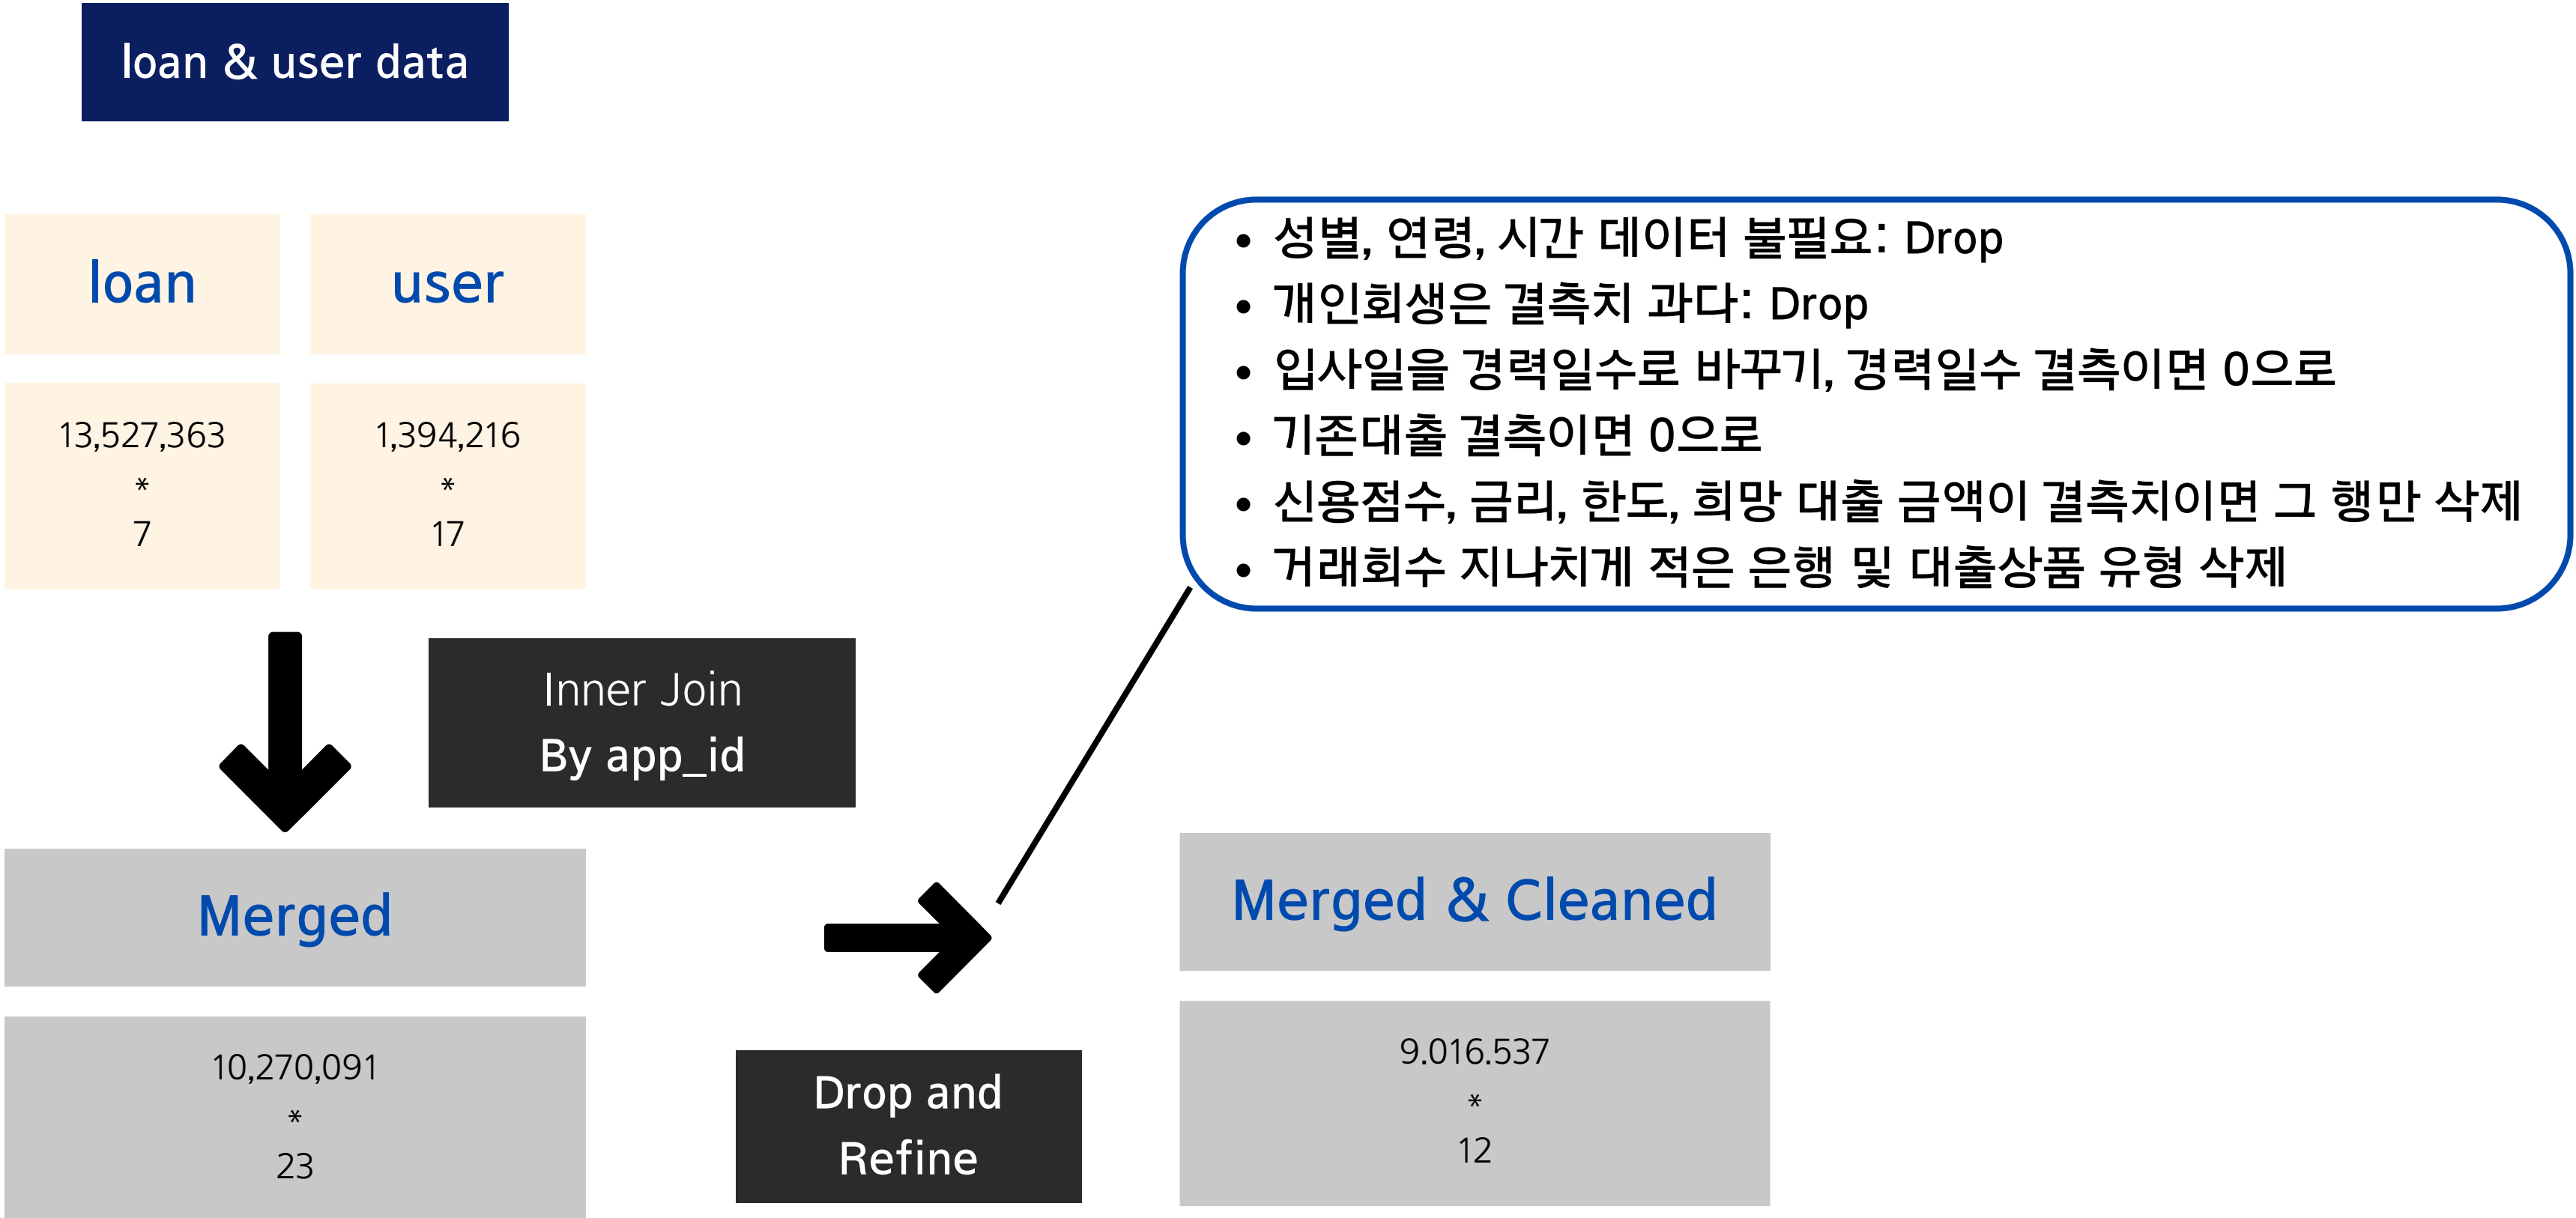 loan & user data
loan
user
13,527,363
*
7
1,394,216
*
17
Inner Join
By app_id
Merged
10,270,091
*
23
Drop and
Refine
• 성별, 연령, 시간 데이터 불필요: Drop
• 개인회생은 결측치 과다: Drop
• 입사일을 경력일수로 바꾸기, 경력일수 결측이면 0으로
• 기존대출 결측이면 0으로
• 신용점수, 금리, 한도, 희망 대출 금액이 결측치이면 그 행만 삭제
• 거래회수 지나치게 적은 은행 및 대출상품 유형 삭제
Merged & Cleaned
9.016.537
*
12